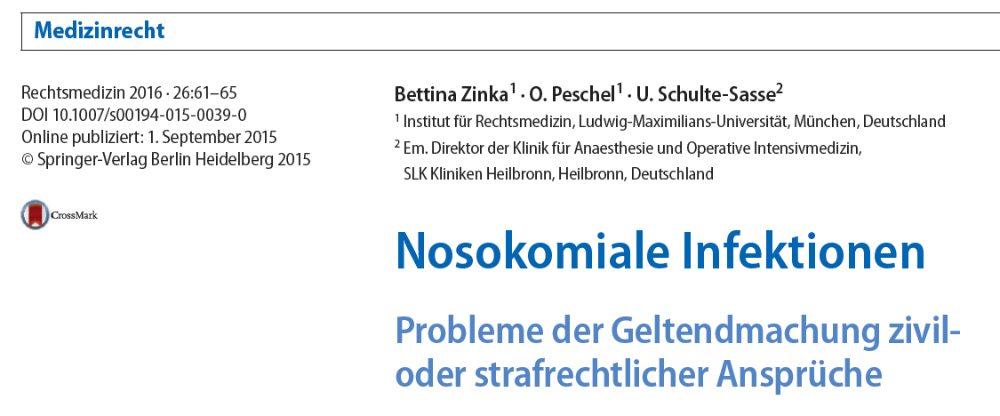 Medizinrecht
Rechtsmedizin 2016 · 26:61–65
DOI 10.1007/s00194-015-0039-0
Online publiziert: 1. September 2015
© Springer-Verlag Berlin Heidelberg 2015
CrossMark
Bettina Zinka¹ · O. Peschel¹ · U. Schulte-Sasse²
¹ Institut für Rechtsmedizin, Ludwig-Maximilians-Universität, München, Deutschland
² Em. Direktor der Klinik für Anaesthesie und Operative Intensivmedizin,
SLK Kliniken Heilbronn, Heilbronn, Deutschland
Nosokomiale Infektionen
Probleme der Geltendmachung zivil-
oder strafrechtlicher Ansprüche